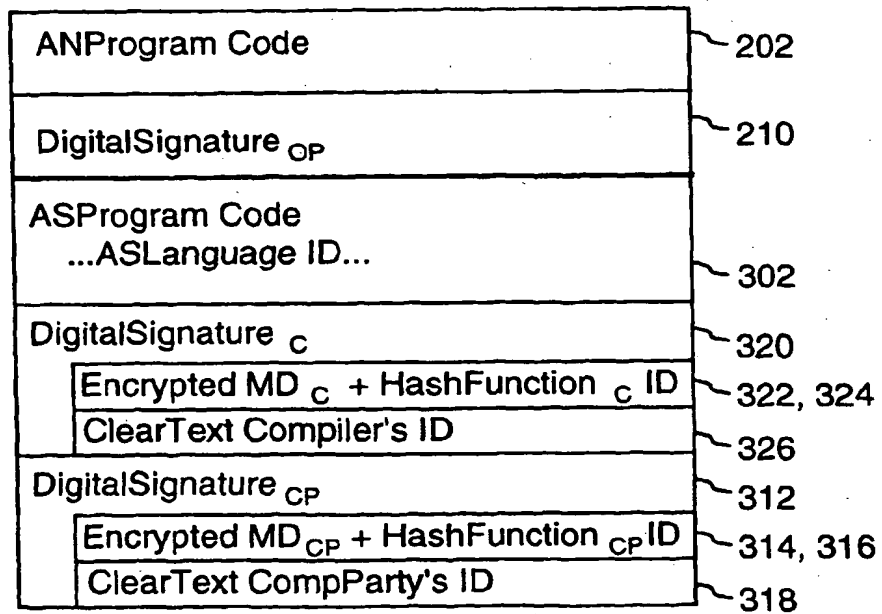 ANProgram Code 202
DigitalSignature OP 210
ASProgram Code
...ASLanguage ID... 302
DigitalSignature C 320
Encrypted MD C + HashFunction C ID 322, 324
ClearText Compiler's ID 326
DigitalSignature CP 312
Encrypted MD CP + HashFunction CP ID 314, 316
ClearText CompParty's ID 318